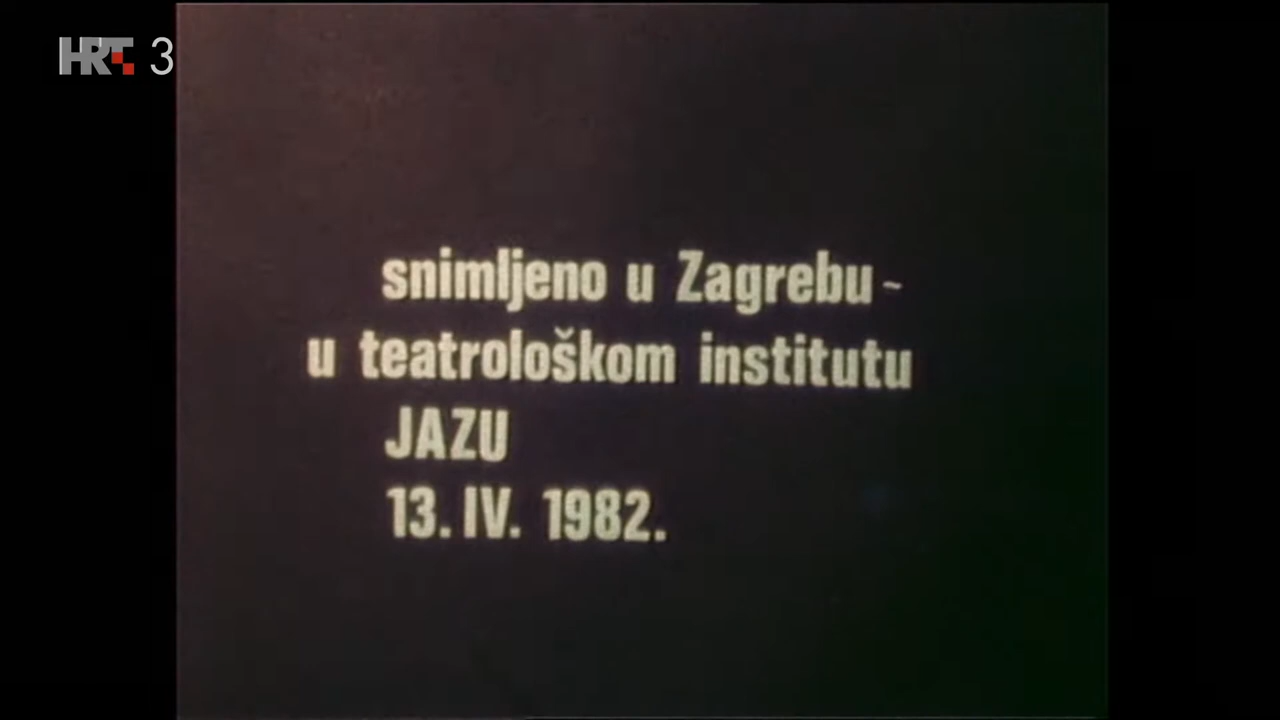 HRT 3
snimljeno u Zagrebu -
u teatrološkom institutu
JAZU
13. IV. 1982.